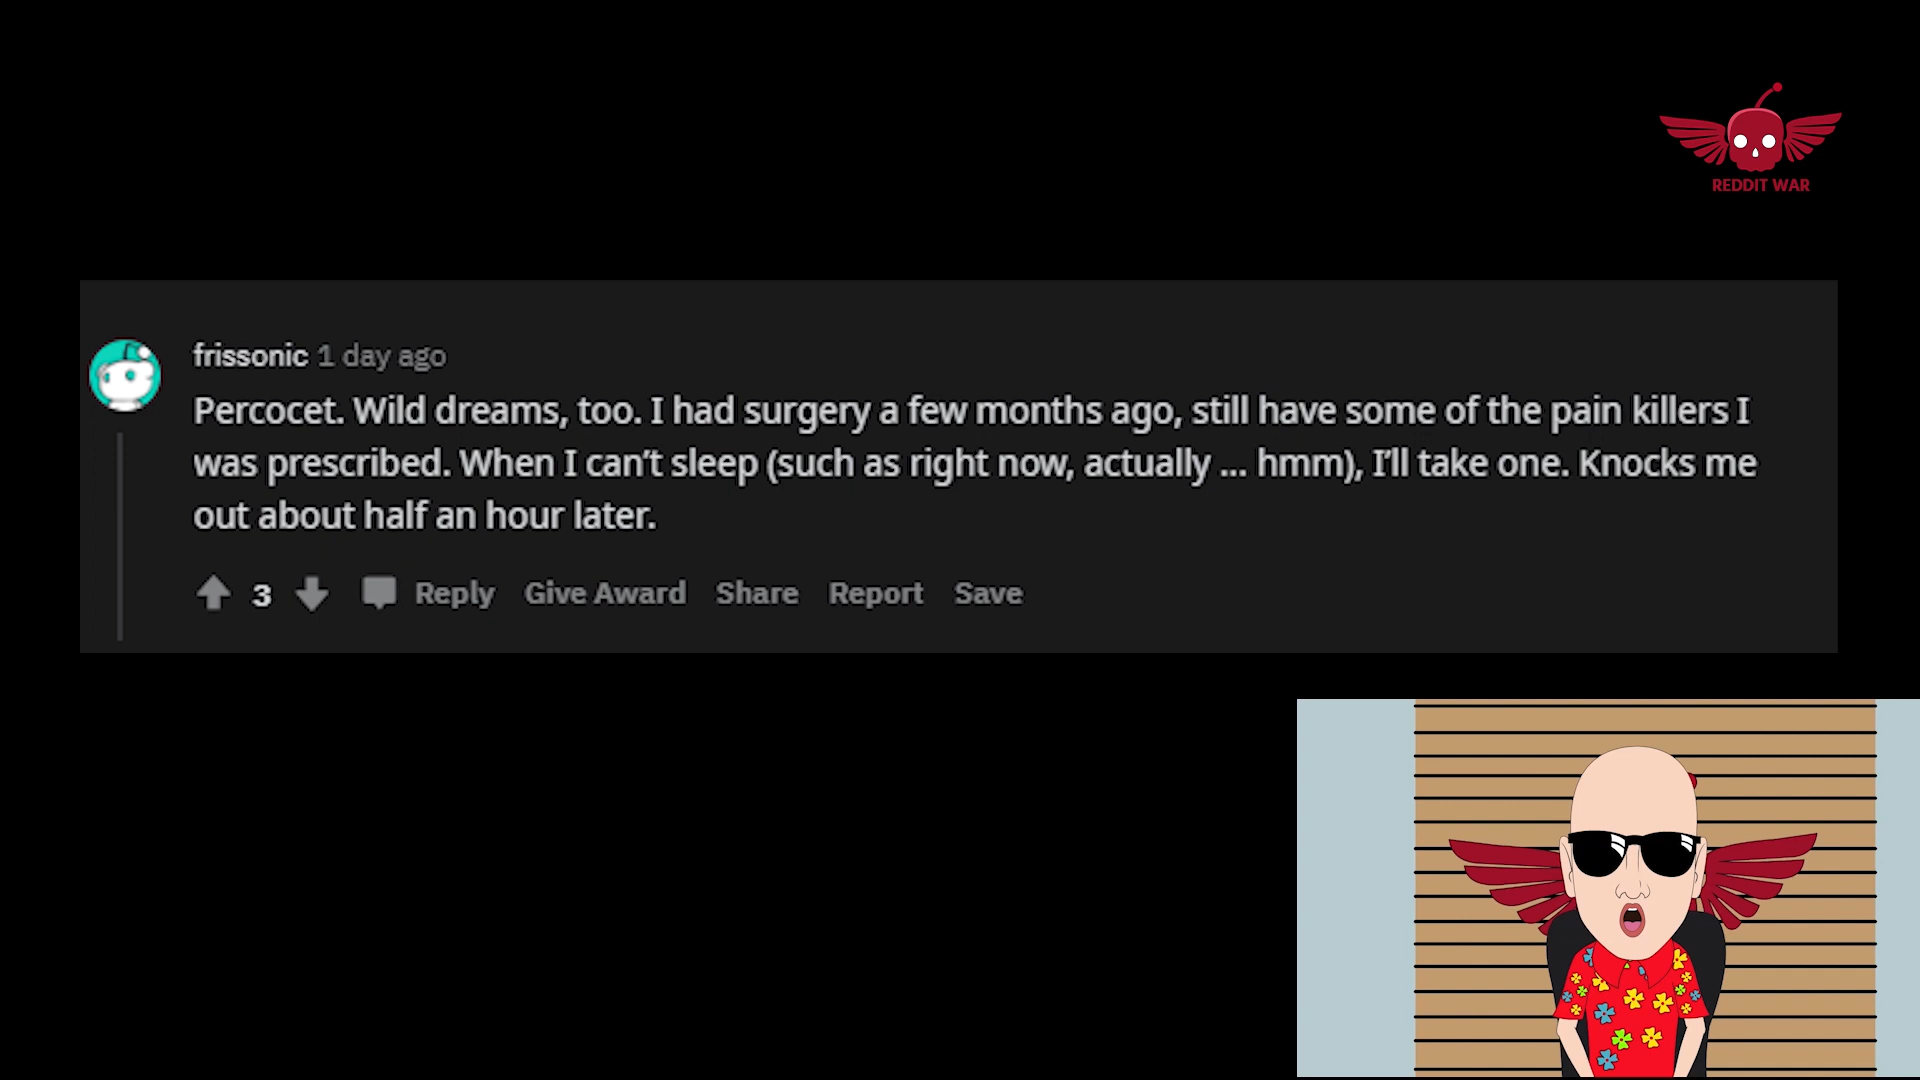 REDDIT WAR
frissonic 1 day ago
Percocet. Wild dreams, too. I had surgery a few months ago, still have some of the pain killers I
was prescribed. When I can't sleep (such as right now, actually ... hmm), I'll take one. Knocks me
out about half an hour later.
3 Reply Give Award Share Report Save